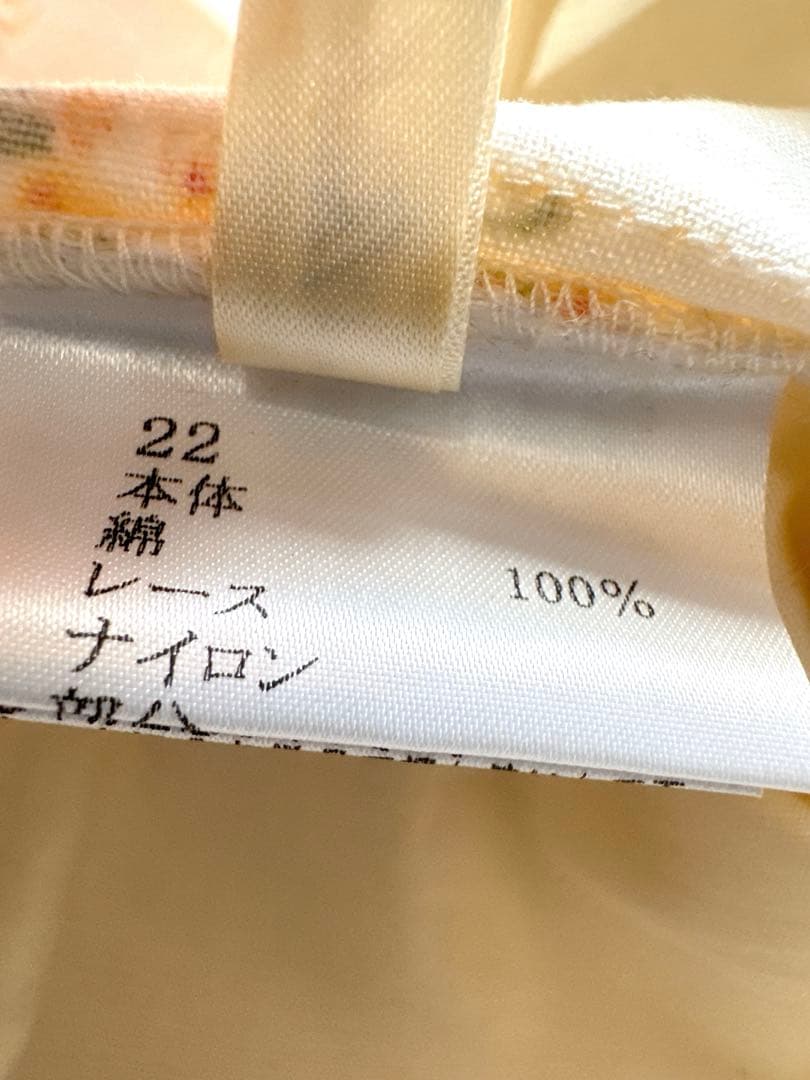 22
本体
綿 100%
レース
ナイロン